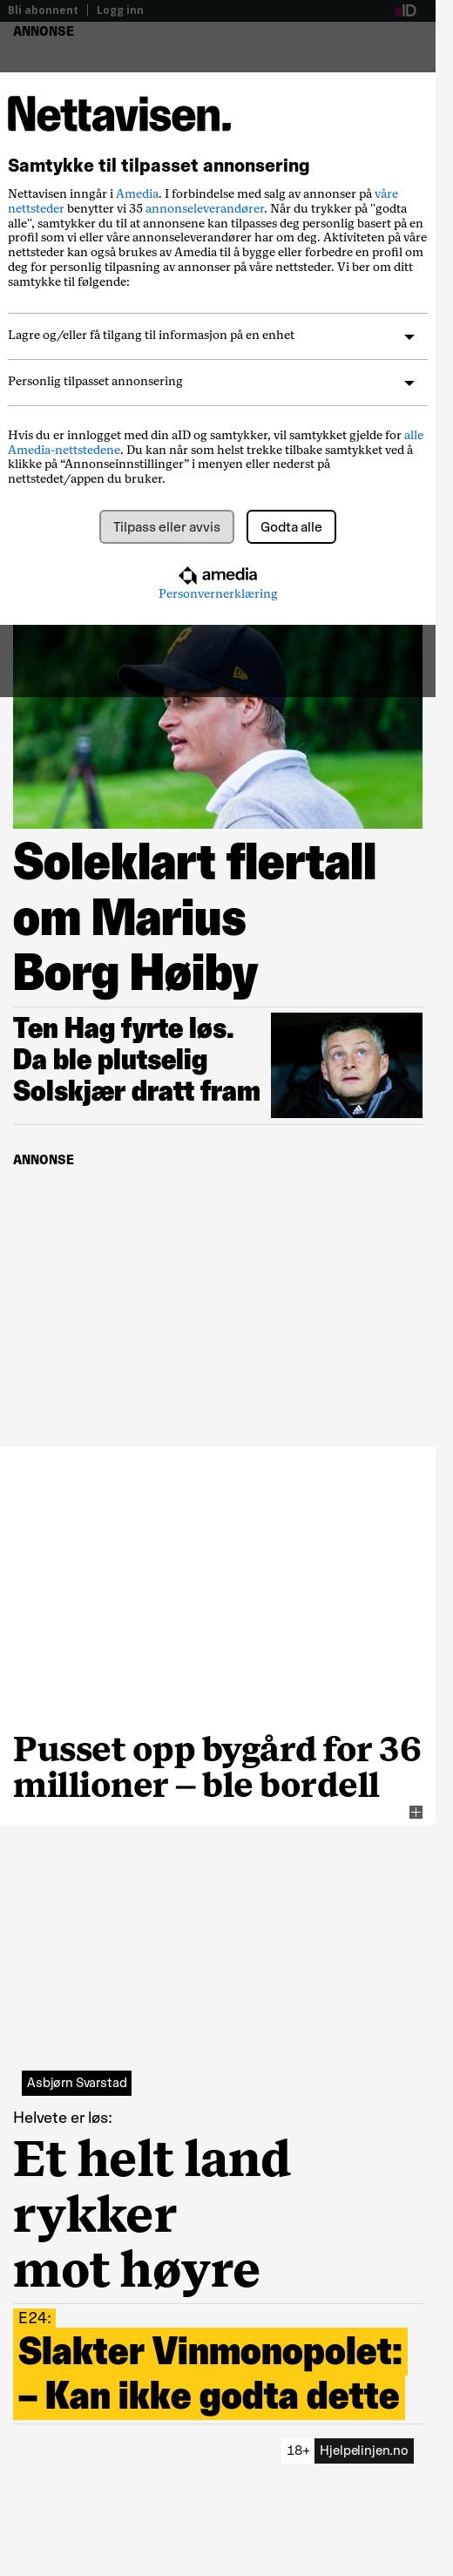 Bli abonnent | Logg inn
aID
ANNONSE
Nettavisen.
Samtykke til tilpasset annonsering
Nettavisen inngår i Amedia. I forbindelse med salg av annonser på våre
nettsteder benytter vi 35 annonseleverandører. Når du trykker på "godta
alle", samtykker du til at annonsene kan tilpasses deg personlig basert på en
profil som vi eller våre annonseleverandører har om deg. Aktiviteten på våre
nettsteder kan også brukes av Amedia til å bygge eller forbedre en profil om
deg for personlig tilpasning av annonser på våre nettsteder. Vi ber om ditt
samtykke til følgende:
Lagre og/eller få tilgang til informasjon på en enhet
Personlig tilpasset annonsering
Hvis du er innlogget med din aID og samtykker, vil samtykket gjelde for alle
Amedia-nettstedene. Du kan når som helst trekke tilbake samtykket ved å
klikke på “Annonseinnstillinger” i menyen eller nederst på
nettstedet/appen du bruker.
Tilpass eller avvis
Godta alle
amedia
Personvernerklæring
Soleklart flertall
om Marius
Borg Høiby
Ten Hag fyrte løs.
Da ble plutselig
Solskjær dratt fram
ANNONSE
Pusset opp bygård for 36
millioner – ble bordell
Asbjørn Svarstad
Helvete er løs:
Et helt land
rykker
mot høyre
E24:
Slakter Vinmonopolet:
– Kan ikke godta dette
18+ Hjelpelinjen.no